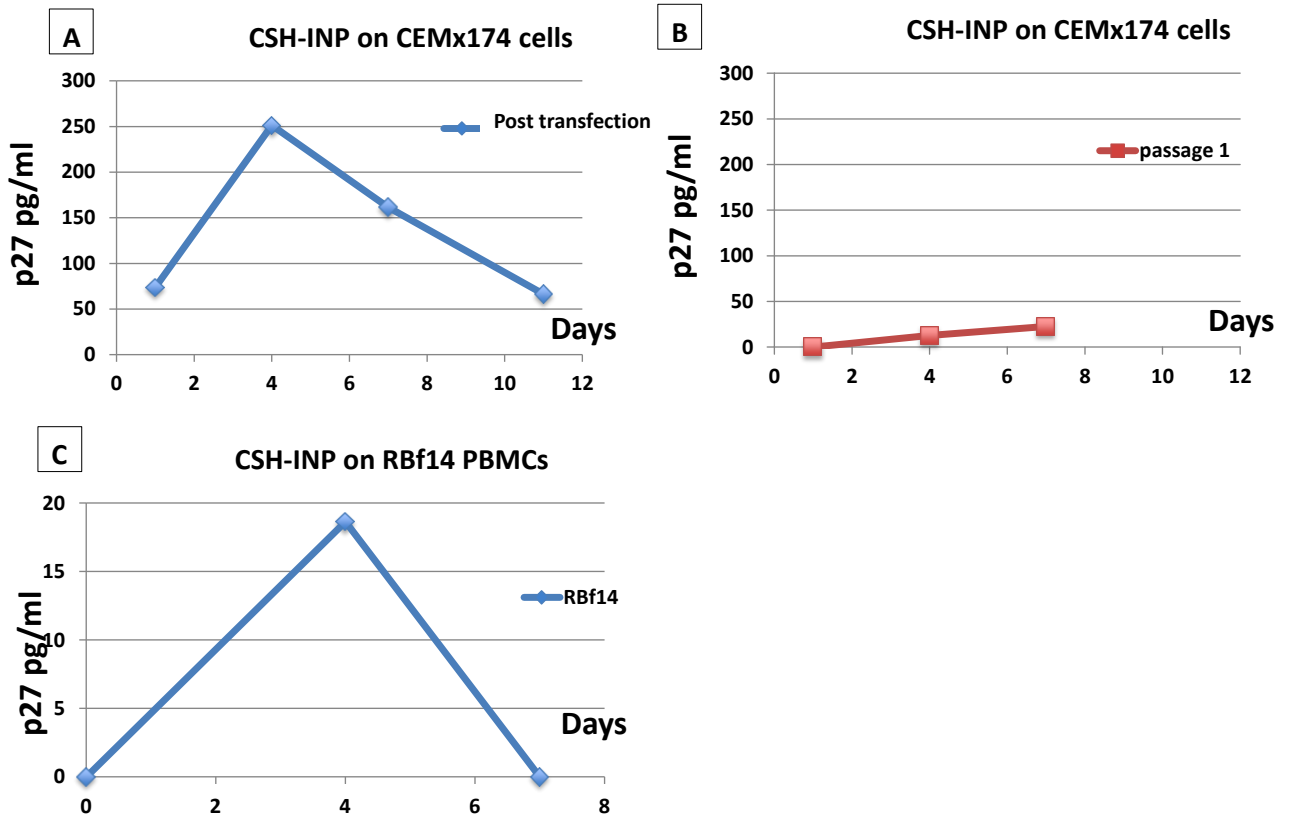 A
CSH-INP on CEMx174 cells
p27 pg/ml
300
250
200
150
100
50
0
0 2 4 6 8 10 12
Post transfection
Days
B
CSH-INP on CEMx174 cells
p27 pg/ml
300
250
200
150
100
50
0
0 2 4 6 8 10 12
passage 1
Days
C
CSH-INP on RBf14 PBMCs
p27 pg/ml
20
15
10
5
0
0 2 4 6 8
RBf14
Days